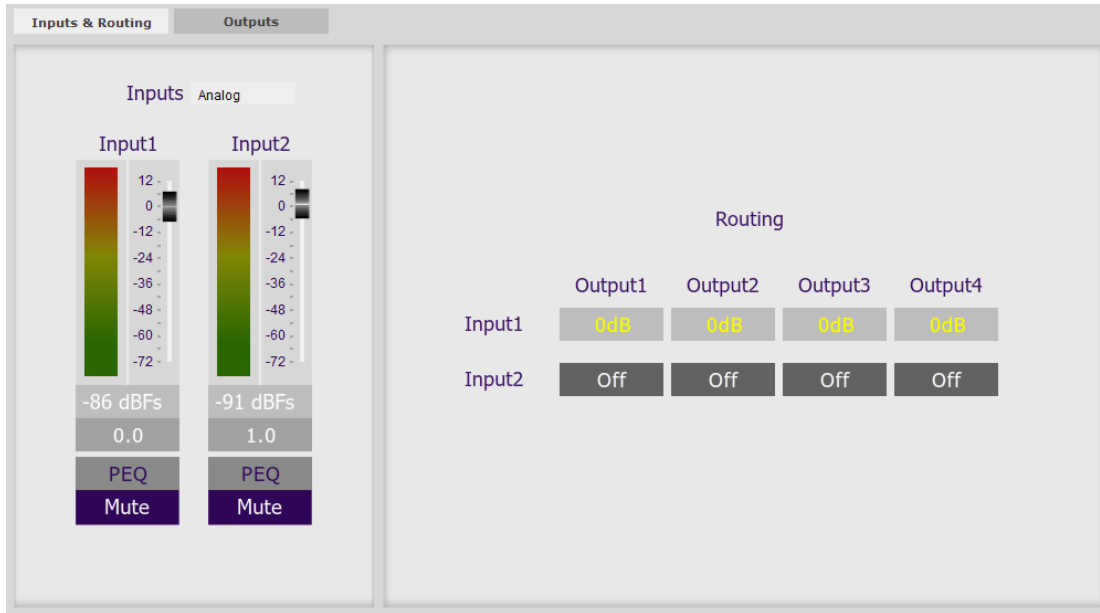 Inputs & Routing Outputs
Inputs Analog
Input1 Input2
12 12
0 0
-12 -12
-24 -24
-36 -36
-48 -48
-60 -60
-72 -72
-86 dBFs -91 dBFs
0.0 1.0
PEQ PEQ
Mute Mute
Routing
Output1 Output2 Output3 Output4
Input1 0dB 0dB 0dB 0dB
Input2 Off Off Off Off